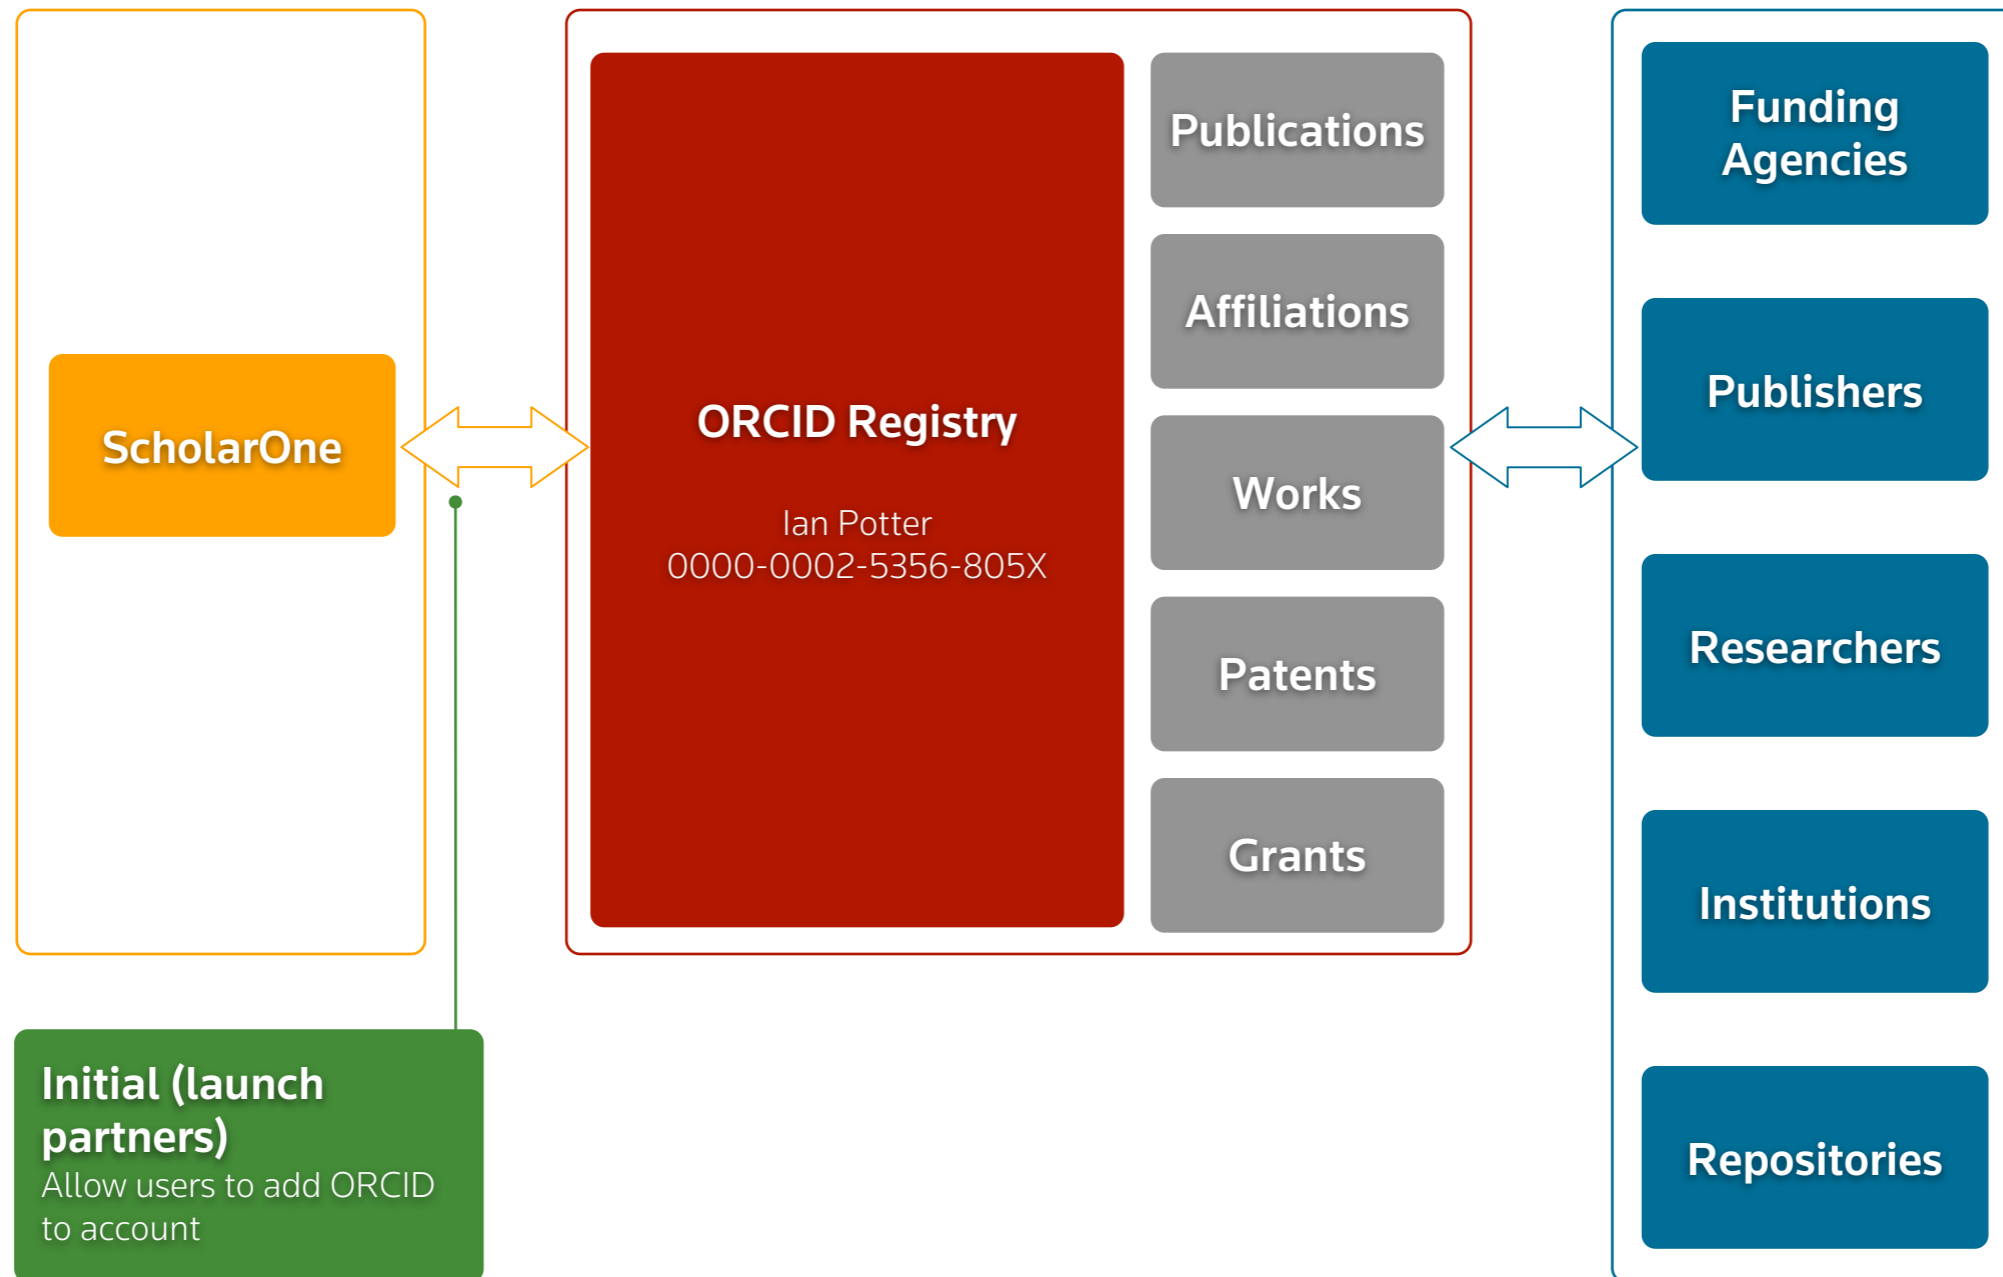 ScholarOne
ORCID Registry
Ian Potter
0000-0002-5356-805X
Publications
Affiliations
Works
Patents
Grants
Funding
Agencies
Publishers
Researchers
Institutions
Repositories
Initial (launch
partners)
Allow users to add ORCID
to account